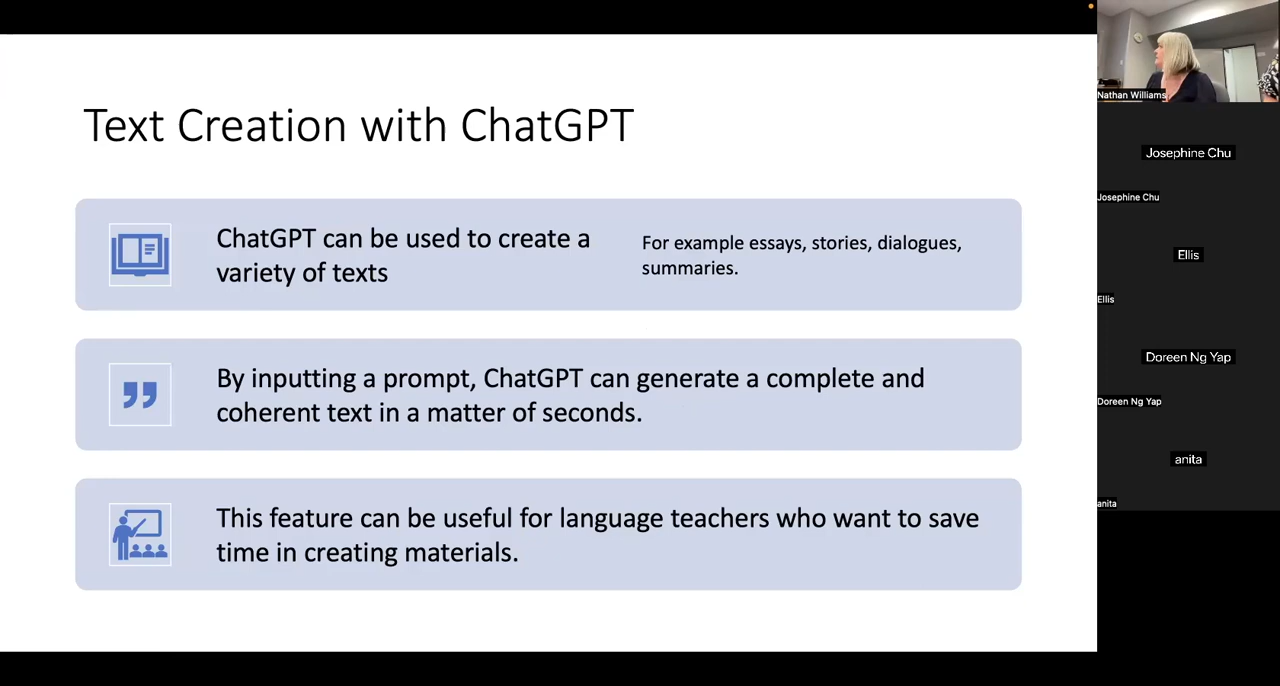 Text Creation with ChatGPT
ChatGPT can be used to create a
variety of texts
For example essays, stories, dialogues,
summaries.
By inputting a prompt, ChatGPT can generate a complete and
coherent text in a matter of seconds.
This feature can be useful for language teachers who want to save
time in creating materials.
Nathan Williams
Josephine Chu
Josephine Chu
Ellis
Ellis
Doreen Ng Yap
Doreen Ng Yap
anita
anita